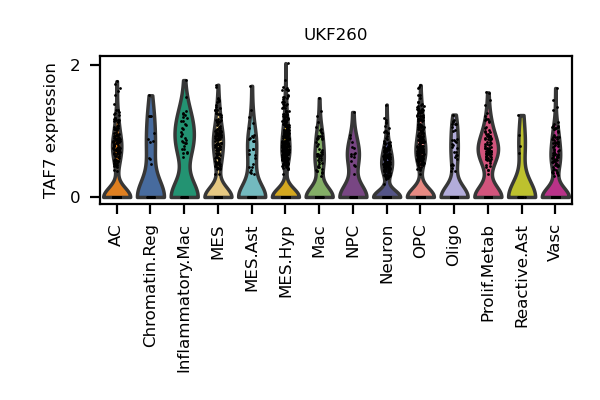 UKF260
TAF7 expression
2
0
AC
Chromatin.Reg
Inflammatory.Mac
MES
MES.Ast
MES.Hyp
Mac
NPC
Neuron
OPC
Oligo
Prolif.Metab
Reactive.Ast
Vasc